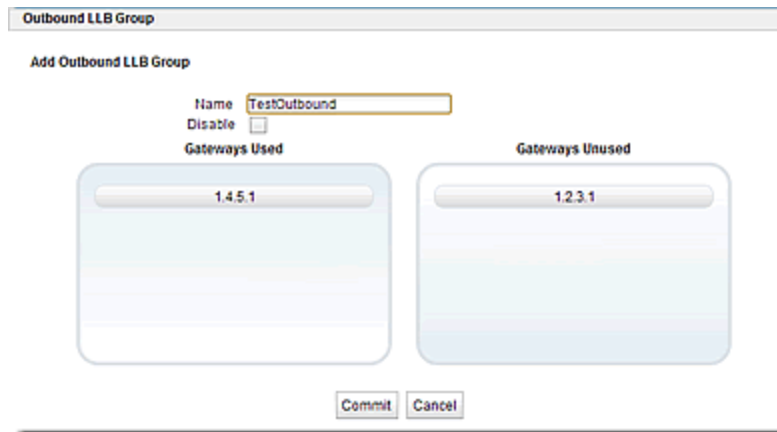 Outbound LLB Group
Add Outbound LLB Group
Name TestOutbound
Disable
Gateways Used
Gateways Unused
1.4.5.1
1.2.3.1
Commit Cancel